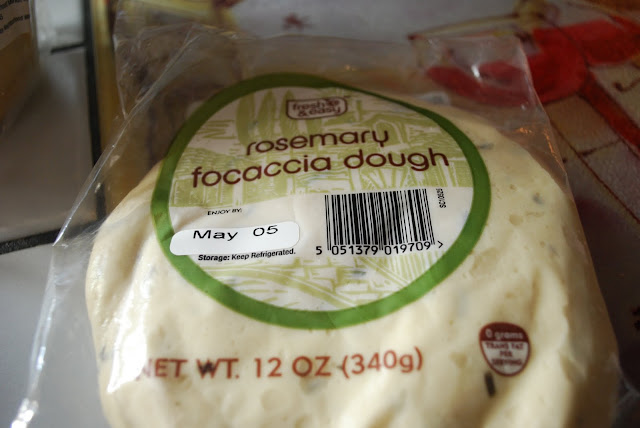 fresh
& easy
rosemary
focaccia dough
ENJOY BY:
May 05
Storage: Keep Refrigerated.
5 051379 019709 >
NET WT. 12 OZ (340g)
0 grams
TRANS FAT
PER
SERVING